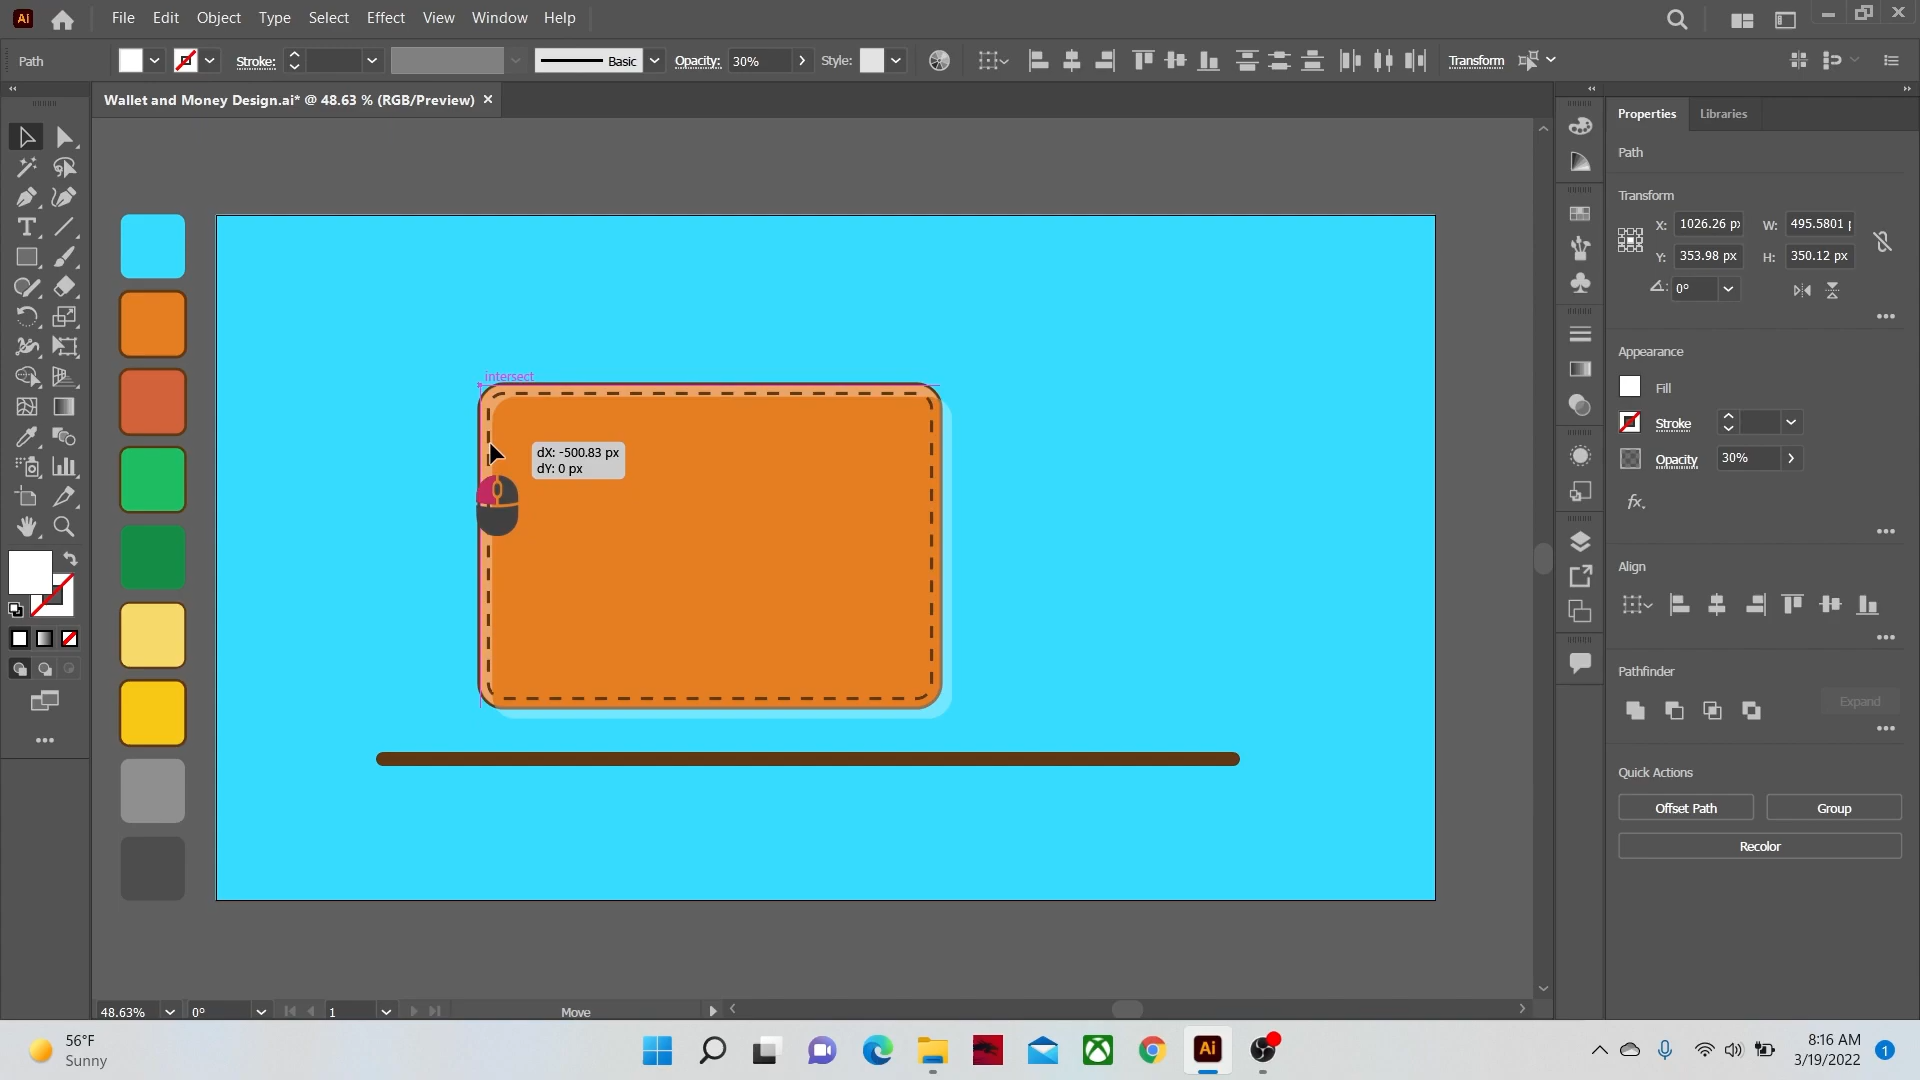 Ai
File Edit Object Type Select Effect View Window Help
Path Stroke: Basic Opacity: 30% Style: Transform
Wallet and Money Design.ai* @ 48.63 % (RGB/Preview)
Properties Libraries
Path
Transform
X: 1026.26 px W: 495.5801 p
Y: 353.98 px H: 350.12 px
0°
Appearance
Fill
Stroke
Opacity 30%
fx.
Align
Pathfinder
Expand
Quick Actions
Offset Path Group
Recolor
intersect
dX: -500.83 px
dY: 0 px
48.63% 0° 1 Move
56°F
Sunny
Ai
8:16 AM
3/19/2022
1